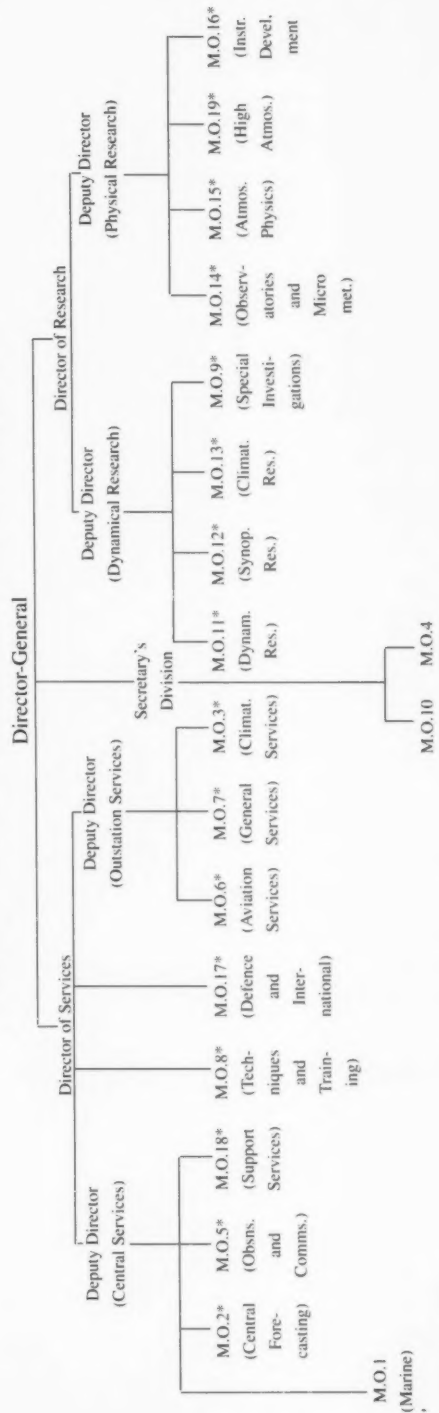 Director-General
Director of Services
Director of Research
Deputy Director
(Central Services)
Deputy Director
(Outstation Services)
Secretary's
Division
Deputy Director
(Dynamical Research)
Deputy Director
(Physical Research)
M.O.1
(Marine)
M.O.2*
(Central
Fore-
casting)
M.O.5*
(Obsns.
and
Comms.)
M.O.18*
(Support
Services)
M.O.8*
(Tech-
niques
and
Train-
ing)
M.O.17*
(Defence
and
Inter-
national)
M.O.6*
(Aviation
Services)
M.O.7*
(General
Services)
M.O.3*
(Climat.
Services)
M.O.10
M.O.4
M.O.11*
(Dynam.
Res.)
M.O.12*
(Synop.
Res.)
M.O.13*
(Climat.
Res.)
M.O.9*
(Special
Investi-
gations)
M.O.14*
(Observ-
atories
and
Micro
met.)
M.O.15*
(Atmos.
Physics)
M.O.19*
(High
Atmos.)
M.O.16*
(Instr.
Devel.
ment